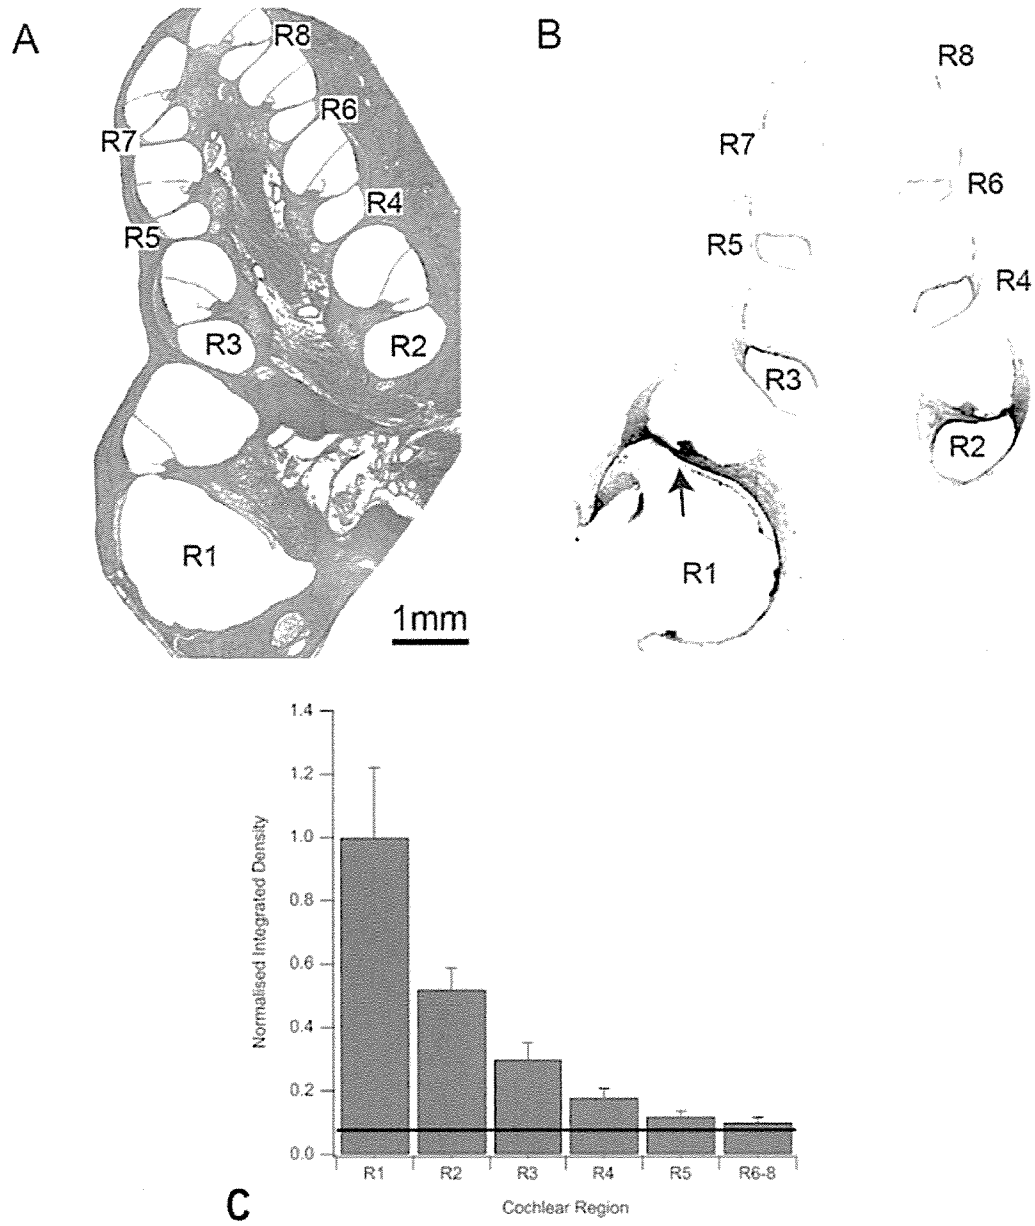 A
R8
R6
R7
R4
R5
R3
R2
R1
1mm
B
R8
R7
R6
R5
R4
R3
R2
R1
1.4
1.2
1.0
0.8
0.6
0.4
0.2
0.0
Normalised Integrated Density
R1 R2 R3 R4 R5 R6-8
Cochlear Region
C